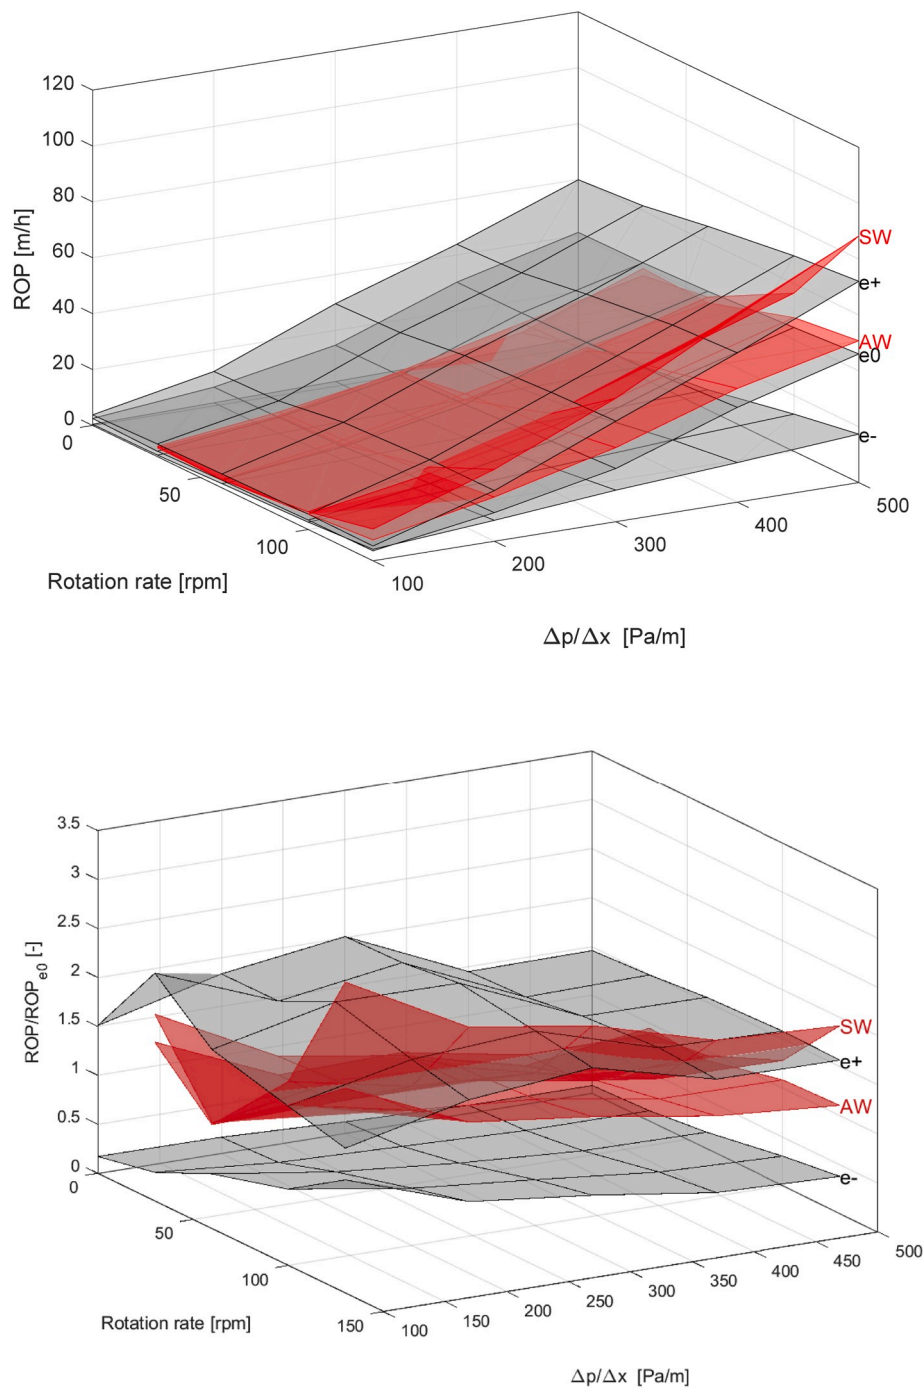 120
100
80
60
40
20
0
ROP [m/h]
0
50
100
Rotation rate [rpm]
100
200
300
400
500
Δp/Δx [Pa/m]
SW
e+
AW
e0
e-
3.5
3
2.5
2
1.5
1
0.5
0
ROP/ROPe0 [-]
0
50
100
150
Rotation rate [rpm]
100
150
200
250
300
350
400
450
500
Δp/Δx [Pa/m]
SW
e+
AW
e-